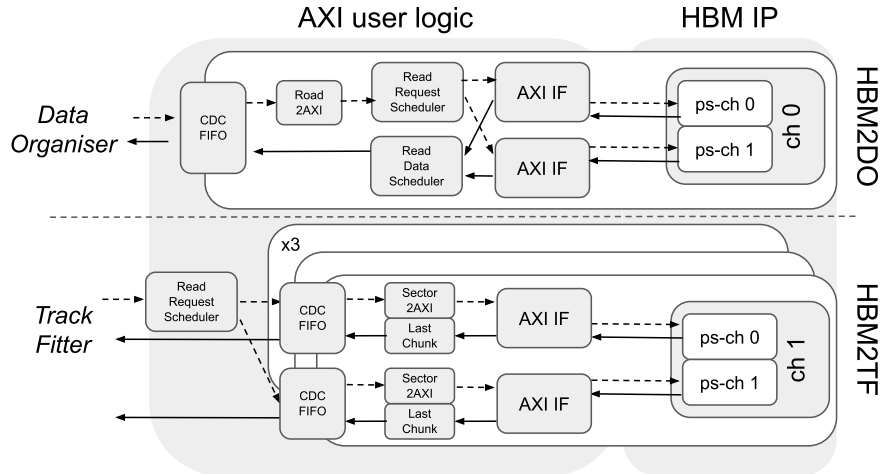 AXI user logic
HBM IP
Data
Organiser
CDC
FIFO
Road
2AXI
Read
Request
Scheduler
Read
Data
Scheduler
AXI IF
AXI IF
ps-ch 0
ps-ch 1
ch 0
HBM2DO
x3
Track
Fitter
Read
Request
Scheduler
CDC
FIFO
Sector
2AXI
Last
Chunk
AXI IF
CDC
FIFO
Sector
2AXI
Last
Chunk
AXI IF
ps-ch 0
ps-ch 1
ch 1
HBM2TF